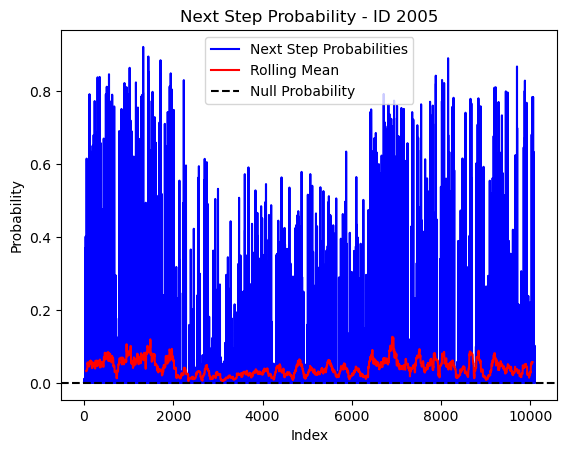 Next Step Probability - ID 2005
Next Step Probabilities
Rolling Mean
Null Probability
Probability
0.8
0.6
0.4
0.2
0.0
0
2000
4000
6000
8000
10000
Index